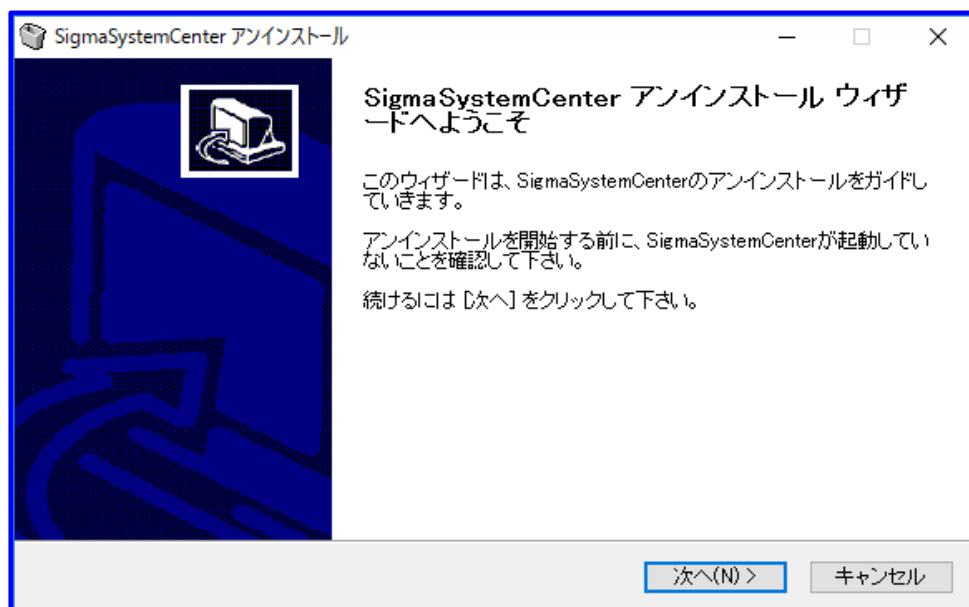 SigmaSystemCenter アンインストール
SigmaSystemCenter アンインストール ウィザ
ードへようこそ
このウィザードは、SigmaSystemCenterのアンインストールをガイドし
ていきます。
アンインストールを開始する前に、SigmaSystemCenterが起動してい
ないことを確認して下さい。
続けるには [次へ] をクリックして下さい。
次へ(N) >
キャンセル